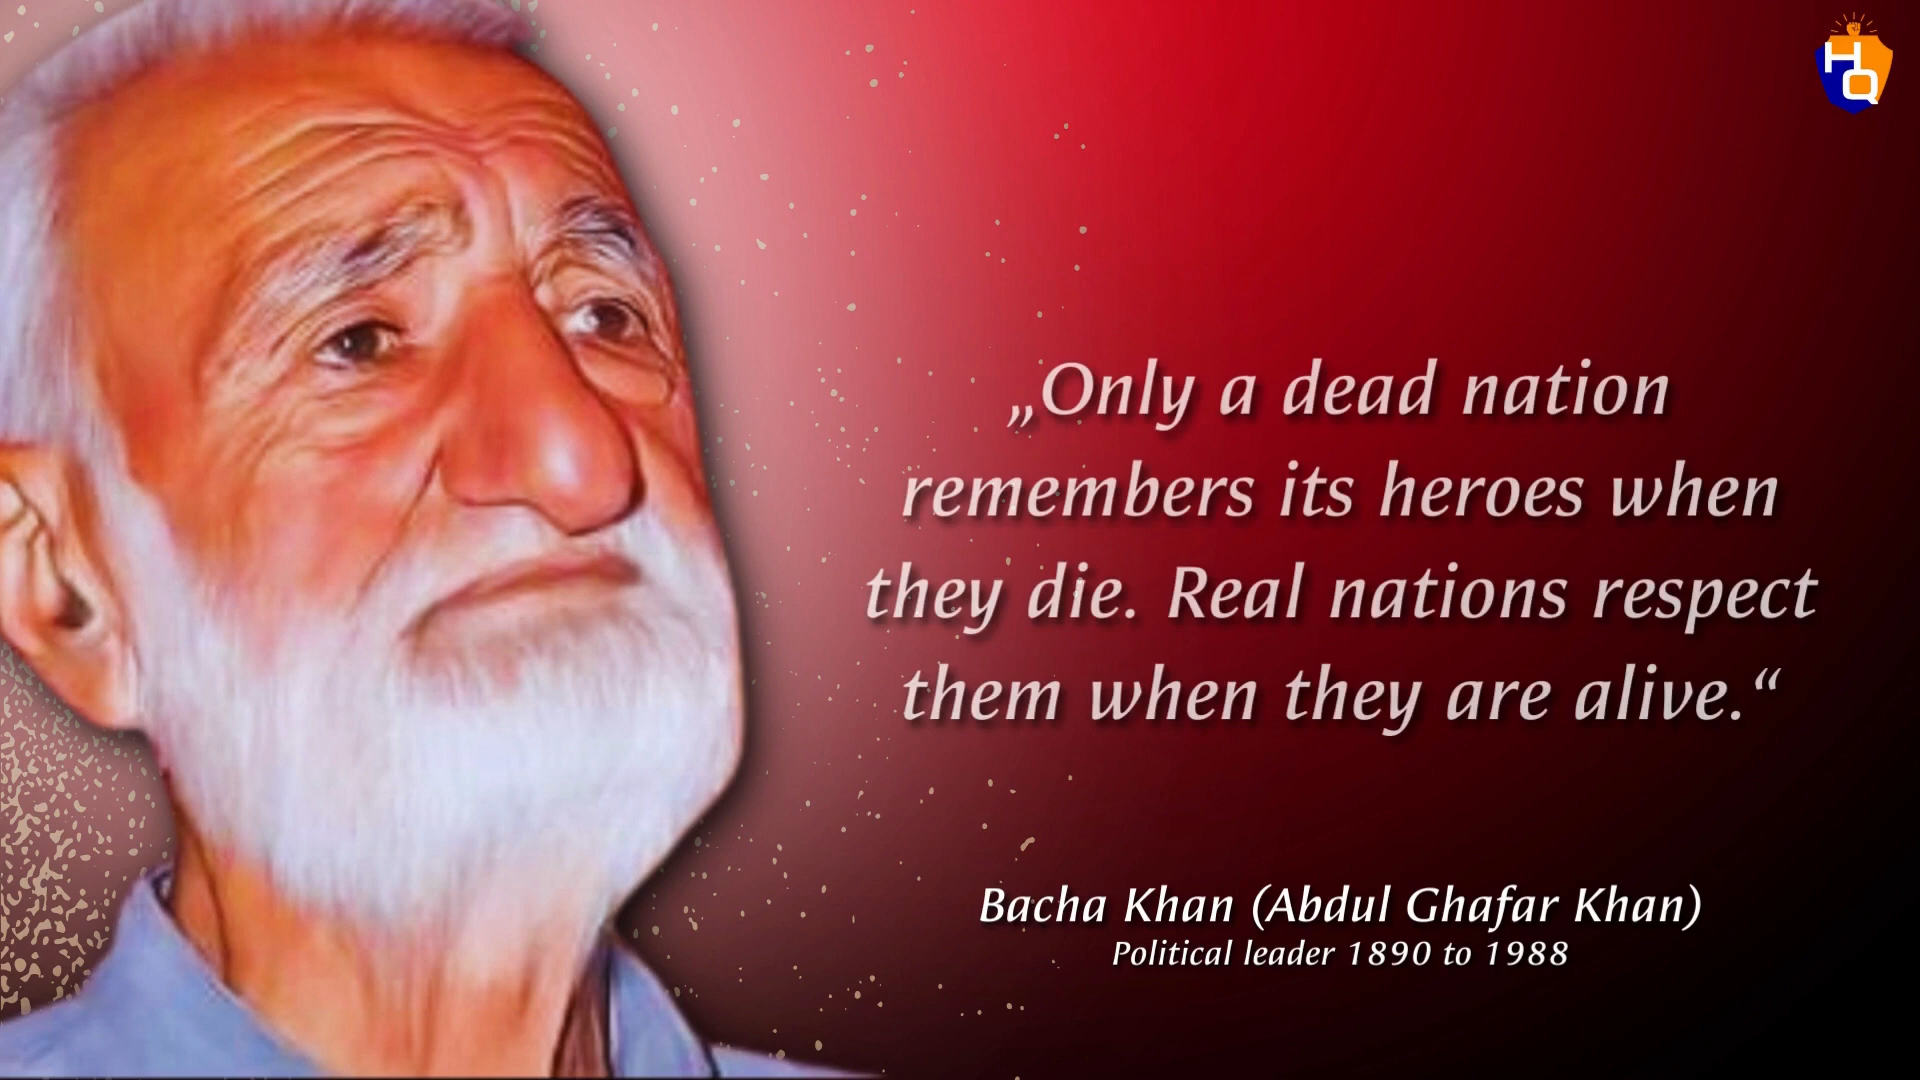 HQ
„Only a dead nation
remembers its heroes when
they die. Real nations respect
them when they are alive.“
Bacha Khan (Abdul Ghafar Khan)
Political leader 1890 to 1988